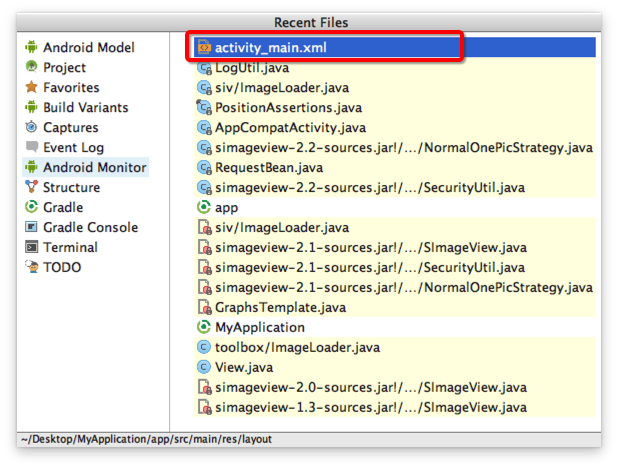 Recent Files
Android Model
Project
Favorites
Build Variants
Captures
Event Log
Android Monitor
Structure
Gradle
Gradle Console
Terminal
TODO
activity_main.xml
LogUtil.java
siv/ImageLoader.java
PositionAssertions.java
AppCompatActivity.java
simageview-2.2-sources.jar!/.../NormalOnePicStrategy.java
RequestBean.java
simageview-2.2-sources.jar!/.../SecurityUtil.java
app
siv/ImageLoader.java
simageview-2.1-sources.jar!/.../SImageView.java
simageview-2.1-sources.jar!/.../SecurityUtil.java
simageview-2.1-sources.jar!/.../NormalOnePicStrategy.java
GraphsTemplate.java
MyApplication
toolbox/ImageLoader.java
View.java
simageview-2.0-sources.jar!/.../SImageView.java
simageview-1.3-sources.jar!/.../SImageView.java
~/Desktop/MyApplication/app/src/main/res/layout